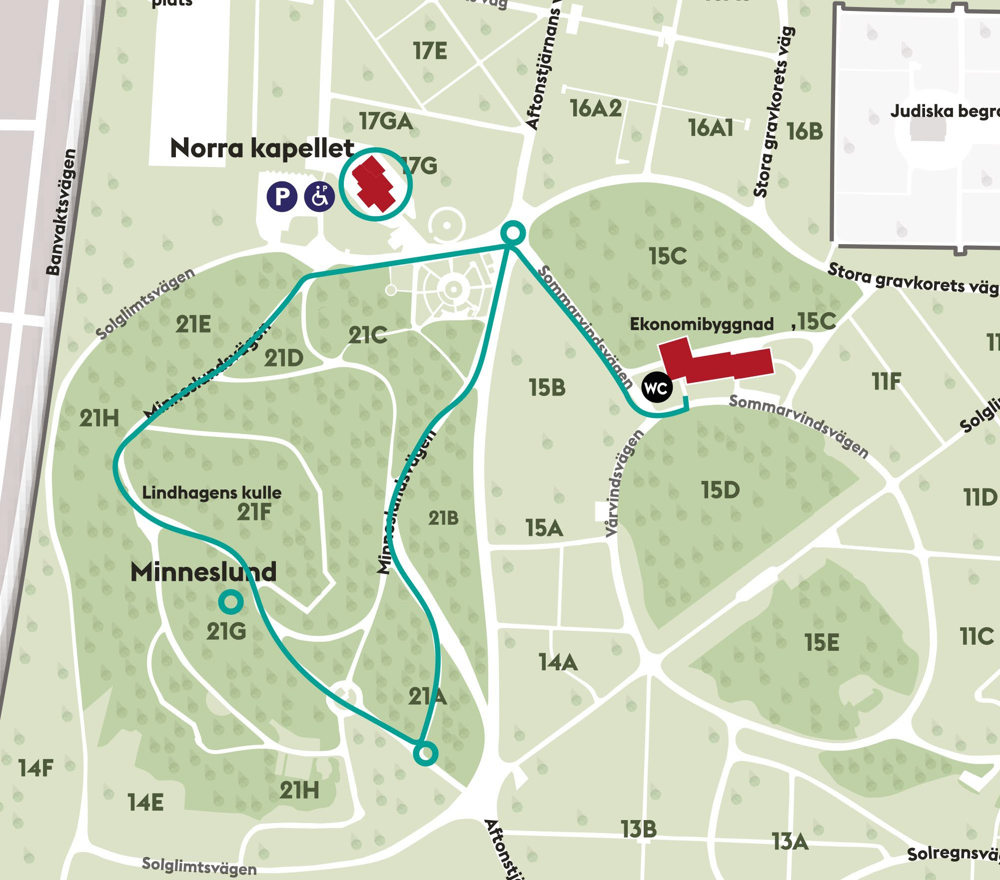 plats
Aftonstjärnans
17E
Stora gravkorets väg
16A2
Judiska
17GA
16A1
16B
Norra kapellet
17G
P
P
Banvaktsvägen
15C
Stora gravkorets väg
Solglimtsvägen
Sommarvindsvägen
21E
Ekonomibyggnad
,15C
21C
21D
Minneslundsvägen
15B
WC
11F
21H
Sommarvindsvägen
Minneslundsvägen
Vårvindsvägen
Lindhagens kulle
21F
15D
11D
21B
15A
Minneslund
21G
11C
15E
14A
21A
14F
21H
14E
13B
13A
Solglimtsvägen